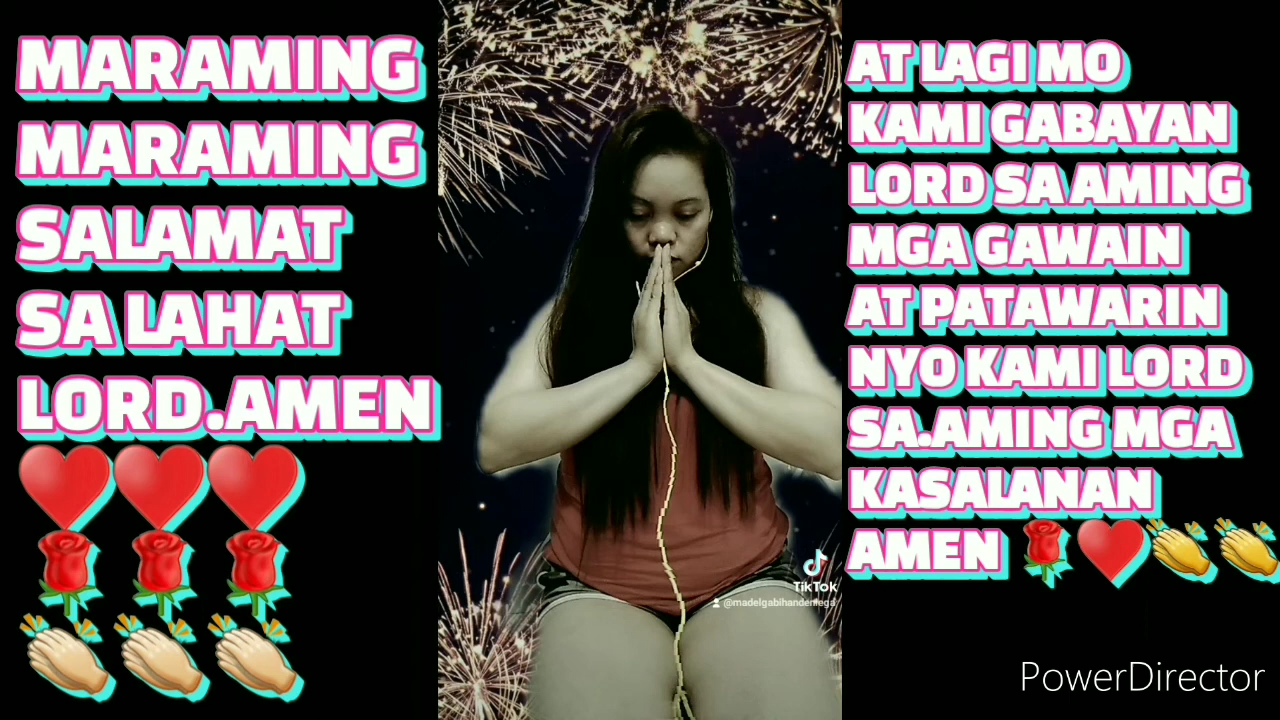 MARAMING
MARAMING
SALAMAT
SA LAHAT
LORD.AMEN
AT LAGI MO
KAMI GABAYAN
LORD SA AMING
MGA GAWAIN
AT PATAWARIN
NYO KAMI LORD
SA.AMING MGA
KASALANAN
AMEN
TikTok
PowerDirector